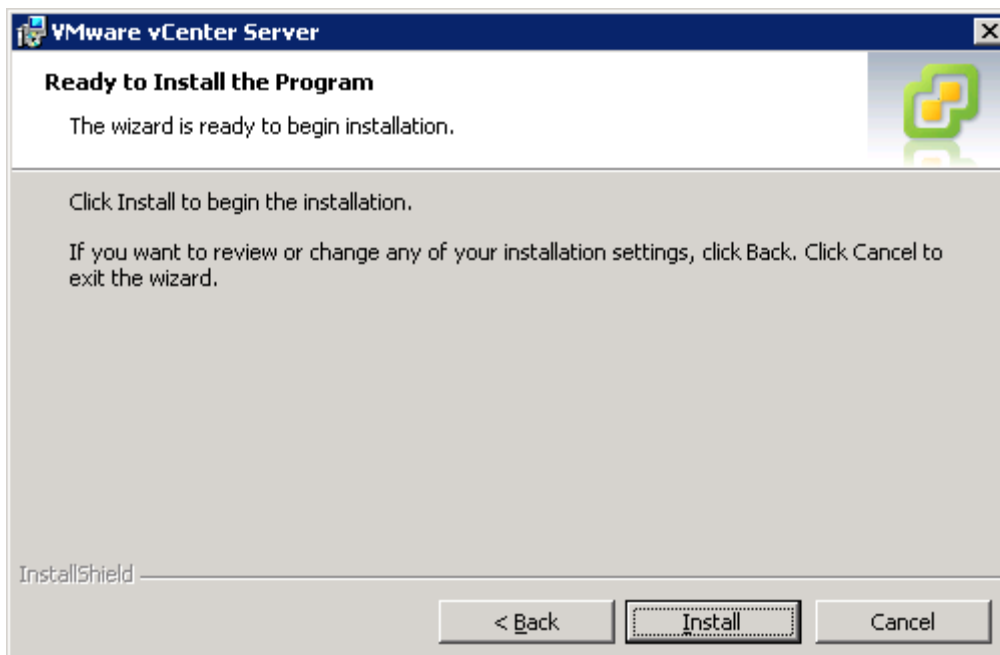 VMware vCenter Server
Ready to Install the Program
The wizard is ready to begin installation.
Click Install to begin the installation.
If you want to review or change any of your installation settings, click Back. Click Cancel to
exit the wizard.
InstallShield
< Back Install Cancel